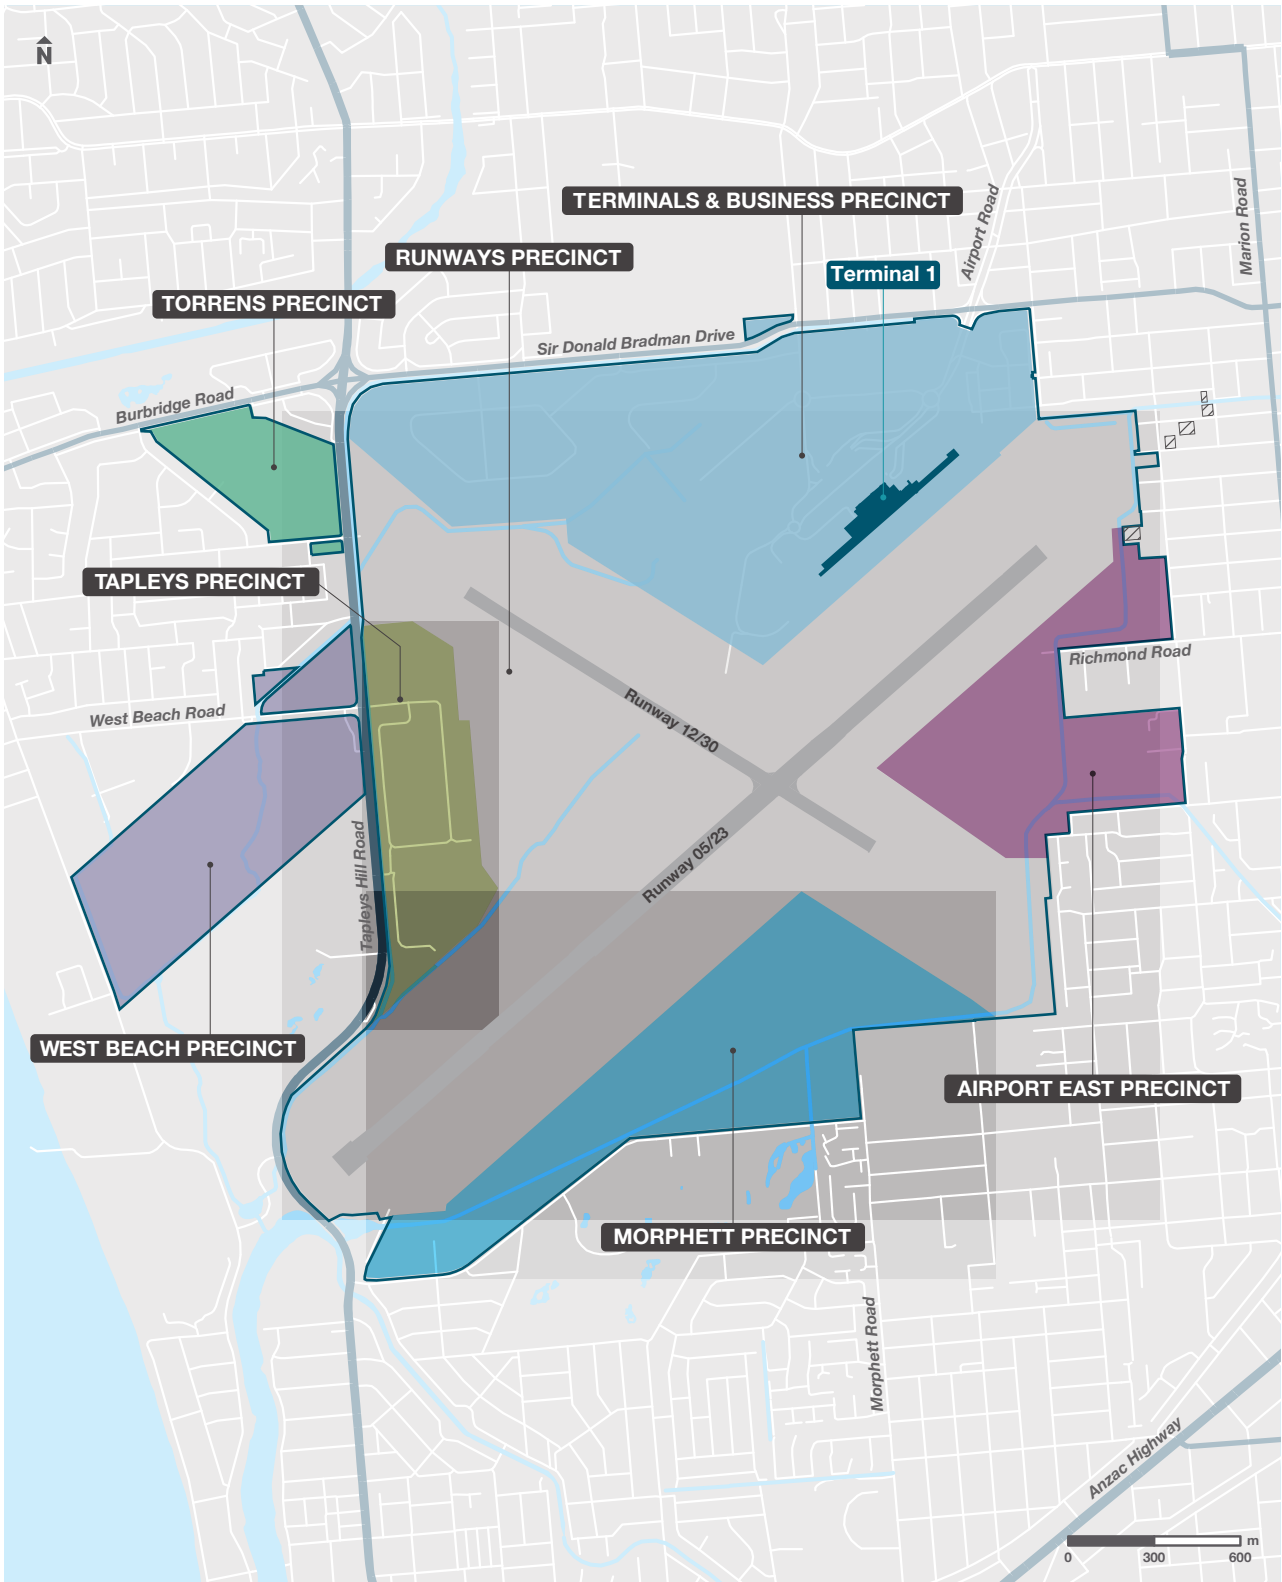 N
TERMINALS & BUSINESS PRECINCT
Airport Road
Marion Road
RUNWAYS PRECINCT
Terminal 1
TORRENS PRECINCT
Sir Donald Bradman Drive
Burbridge Road
TAPLEYS PRECINCT
Richmond Road
West Beach Road
Runway 12/30
Runway 05/23
Tapleys Hill Road
WEST BEACH PRECINCT
AIRPORT EAST PRECINCT
MORPHETT PRECINCT
Morphett Road
Anzac Highway
m
0 300 600